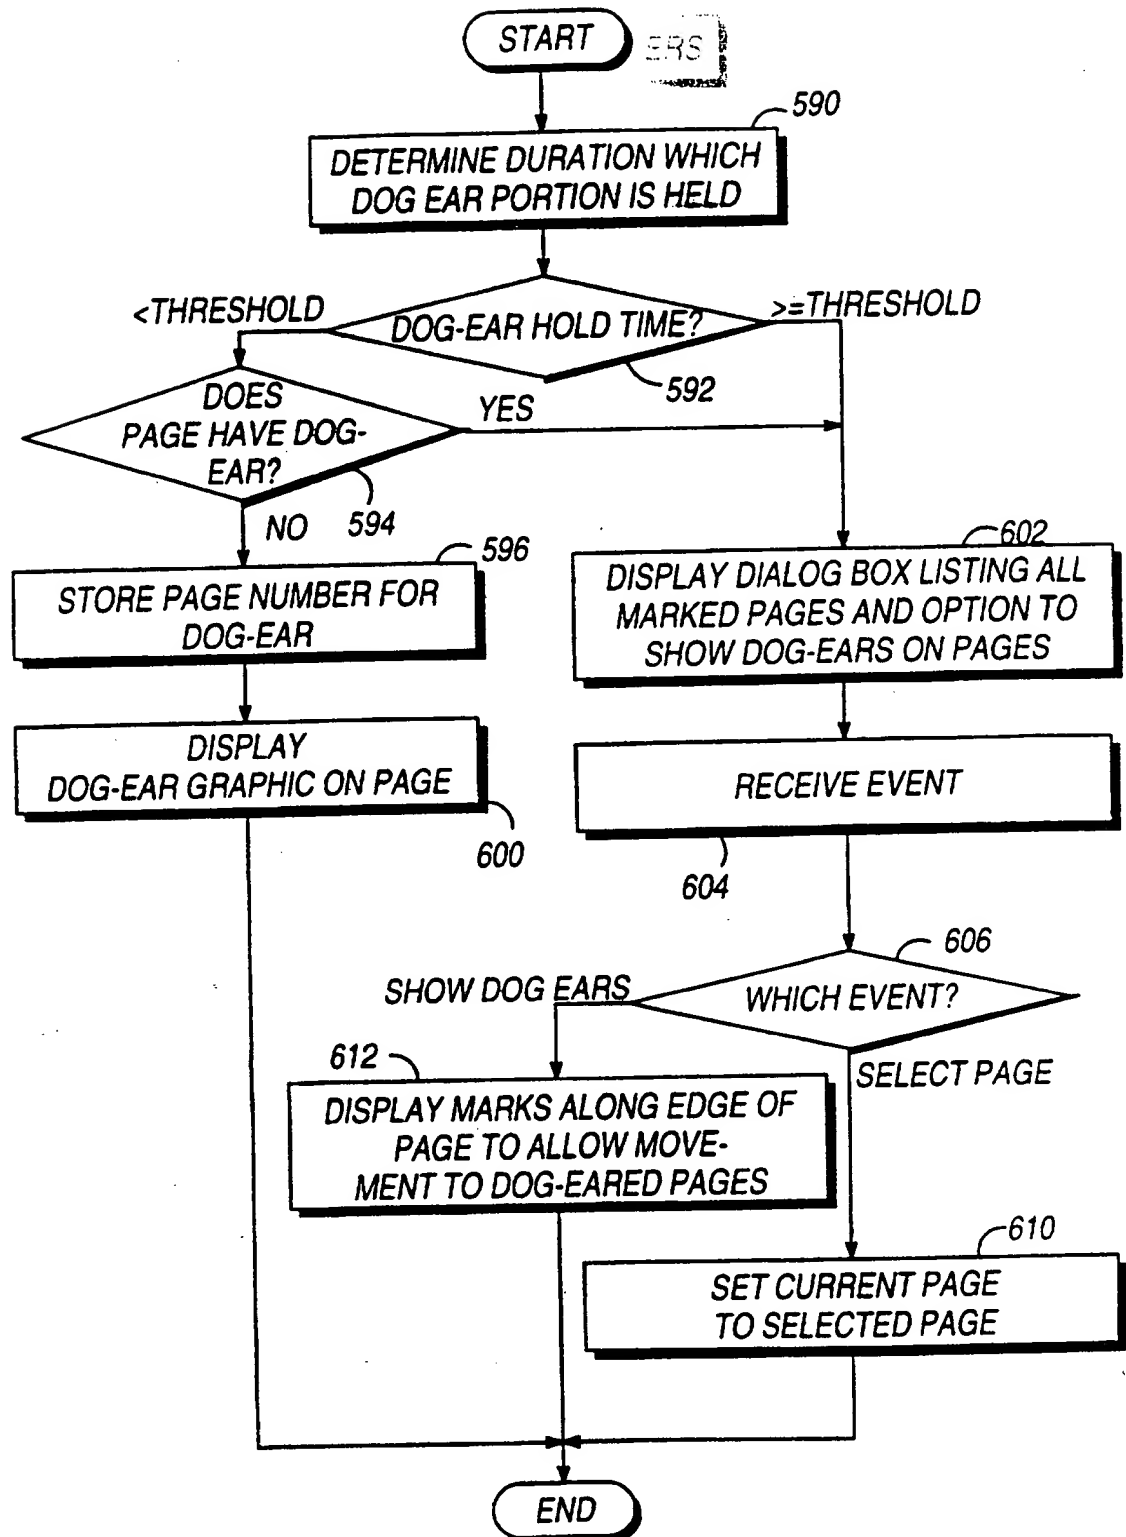 START
ERS
590
DETERMINE DURATION WHICH
DOG EAR PORTION IS HELD
<THRESHOLD
DOG-EAR HOLD TIME?
>=THRESHOLD
592
DOES
PAGE HAVE DOG-
EAR?
YES
594
NO
596
STORE PAGE NUMBER FOR
DOG-EAR
602
DISPLAY DIALOG BOX LISTING ALL
MARKED PAGES AND OPTION TO
SHOW DOG-EARS ON PAGES
DISPLAY
DOG-EAR GRAPHIC ON PAGE
600
RECEIVE EVENT
604
606
SHOW DOG EARS
WHICH EVENT?
SELECT PAGE
612
DISPLAY MARKS ALONG EDGE OF
PAGE TO ALLOW MOVE-
MENT TO DOG-EARED PAGES
610
SET CURRENT PAGE
TO SELECTED PAGE
END